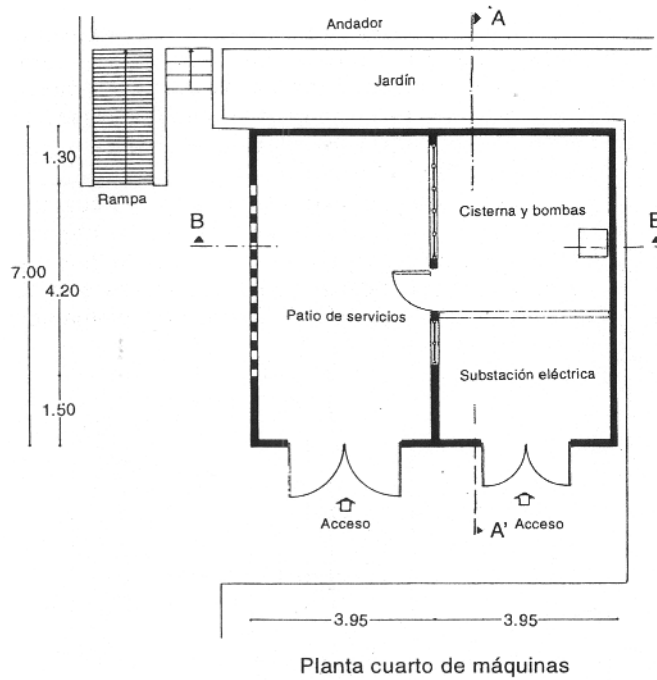 Andador
A
Jardín
1.30
Rampa
B
Cisterna y bombas
7.00
4.20
Patio de servicios
Substación eléctrica
1.50
Acceso
A' Acceso
3.95
3.95
Planta cuarto de máquinas